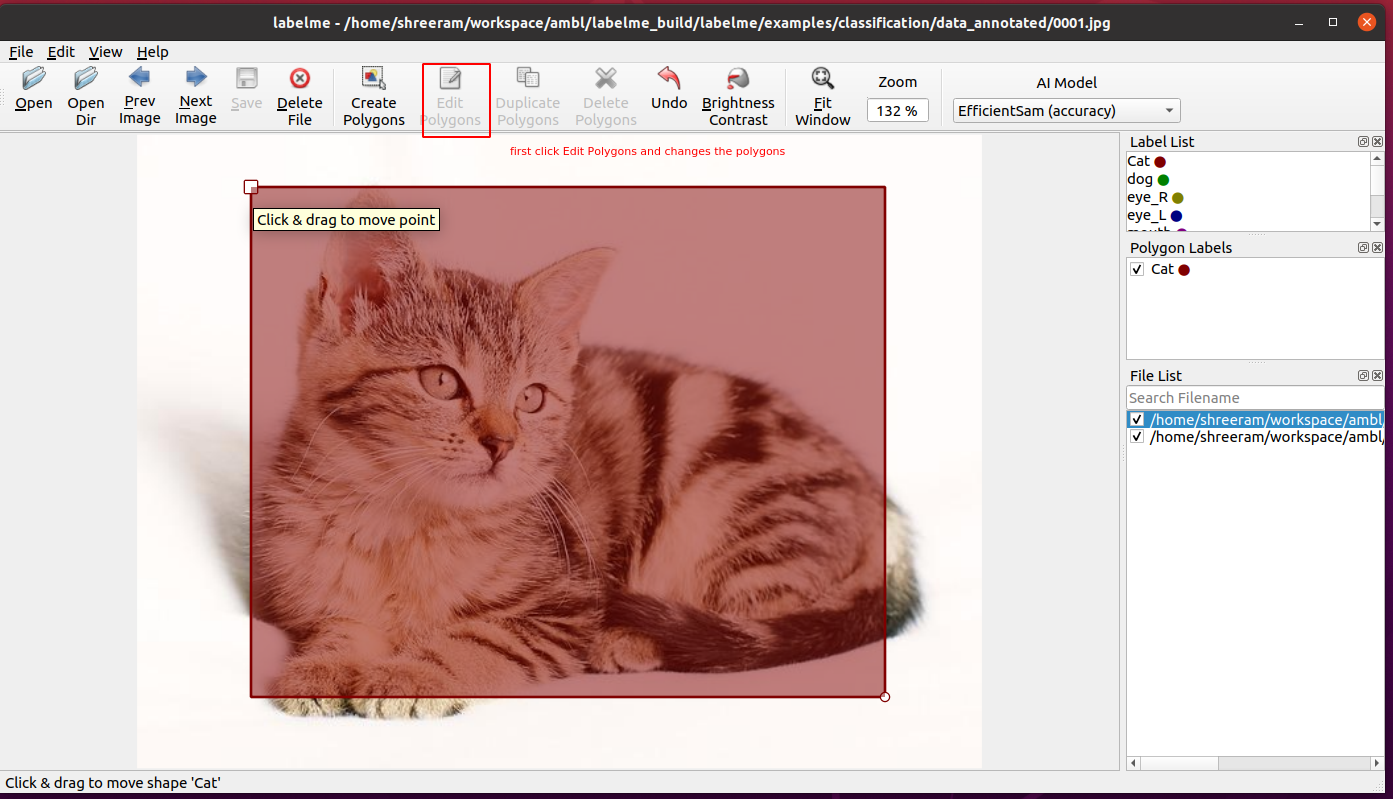 labelme - /home/shreeram/workspace/ambl/labelme_build/labelme/examples/classification/data_annotated/0001.jpg
File Edit View Help
Open
Open Dir
Prev Image
Next Image
Save
Delete File
Create Polygons
Edit Polygons
Duplicate Polygons
Delete Polygons
Undo
Brightness Contrast
Fit Window
Zoom
132 %
AI Model
EfficientSam (accuracy)
first click Edit Polygons and changes the polygons
Click & drag to move point
Label List
Cat
dog
eye_R
eye_L
mouth
Polygon Labels
Cat
File List
Search Filename
/home/shreeram/workspace/ambl
/home/shreeram/workspace/ambl/
Click & drag to move shape 'Cat'